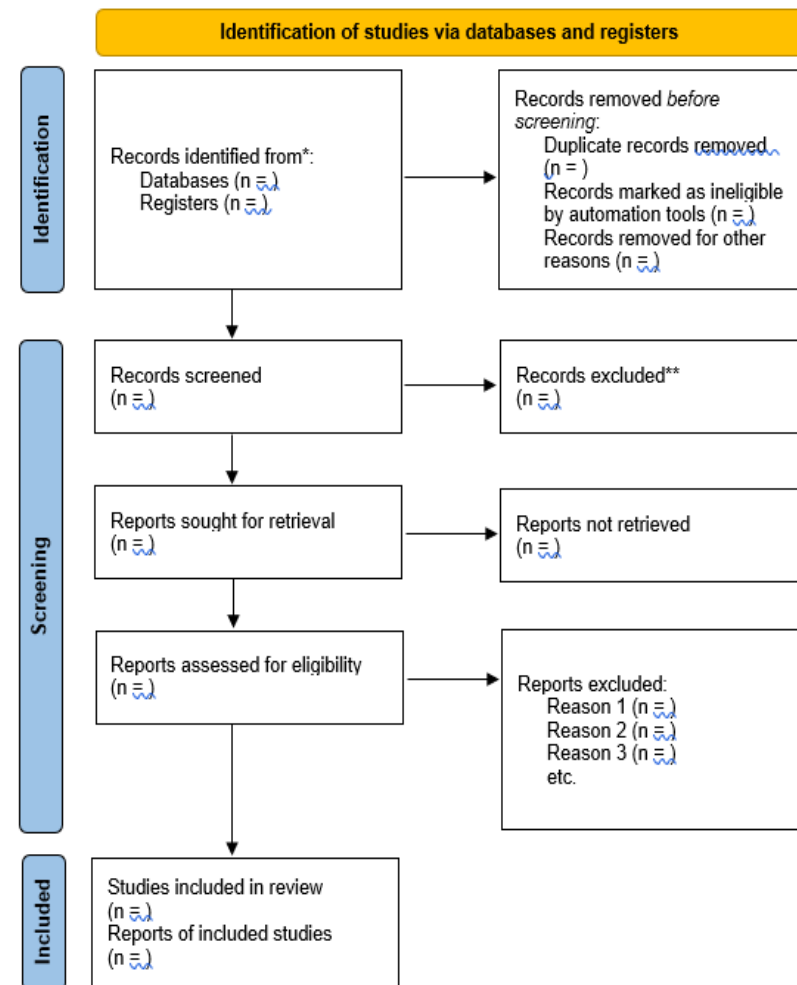 Identification of studies via databases and registers
Identification
Records identified from*:
Databases (n = )
Registers (n = )
Records removed before
screening:
Duplicate records removed
(n = )
Records marked as ineligible
by automation tools (n = )
Records removed for other
reasons (n = )
Screening
Records screened
(n = )
Records excluded**
(n = )
Reports sought for retrieval
(n = )
Reports not retrieved
(n = )
Reports assessed for eligibility
(n = )
Reports excluded:
Reason 1 (n = )
Reason 2 (n = )
Reason 3 (n = )
etc.
Included
Studies included in review
(n = )
Reports of included studies
(n = )